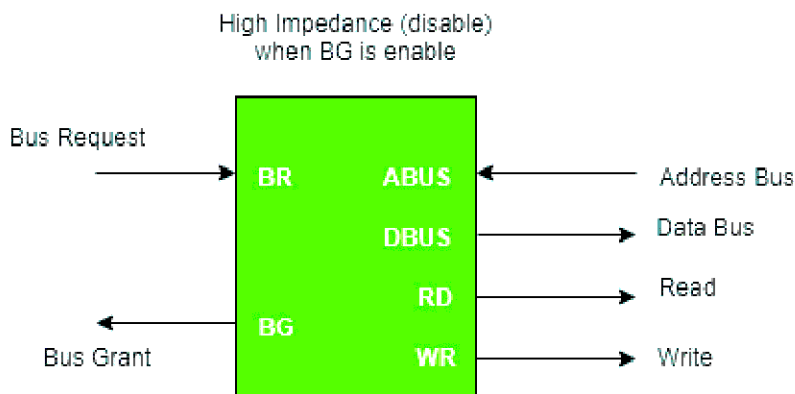 High Impedance (disable)
when BG is enable
Bus Request
BR
ABUS
Address Bus
DBUS
Data Bus
RD
Read
BG
Bus Grant
WR
Write